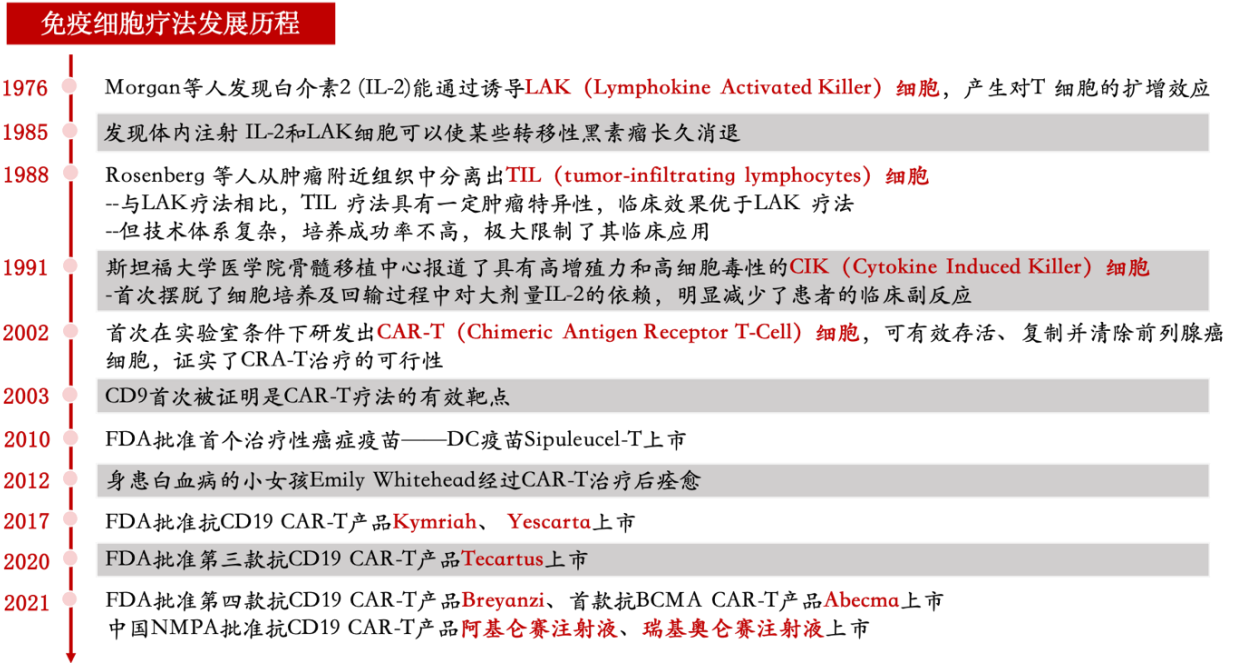 免疫细胞疗法发展历程
1976 Morgan等人发现白介素2 (IL-2)能通过诱导LAK（Lymphokine Activated Killer）细胞，产生对T 细胞的扩增效应
1985 发现体内注射 IL-2和LAK细胞可以使某些转移性黑素瘤长久消退
1988 Rosenberg 等人从肿瘤附近组织中分离出TIL（tumor-infiltrating lymphocytes）细胞
--与LAK疗法相比，TIL 疗法具有一定肿瘤特异性，临床效果优于LAK 疗法
--但技术体系复杂，培养成功率不高，极大限制了其临床应用
1991 斯坦福大学医学院骨髓移植中心报道了具有高增殖力和高细胞毒性的CIK（Cytokine Induced Killer）细胞
-首次摆脱了细胞培养及回输过程中对大剂量IL-2的依赖，明显减少了患者的临床副反应
2002 首次在实验室条件下研发出CAR-T（Chimeric Antigen Receptor T-Cell）细胞，可有效存活、复制并清除前列腺癌
细胞，证实了CRA-T治疗的可行性
2003 CD9首次被证明是CAR-T疗法的有效靶点
2010 FDA批准首个治疗性癌症疫苗——DC疫苗Sipuleucel-T上市
2012 身患白血病的小女孩Emily Whitehead经过CAR-T治疗后痊愈
2017 FDA批准抗CD19 CAR-T产品Kymriah、 Yescarta上市
2020 FDA批准第三款抗CD19 CAR-T产品Tecartus上市
2021 FDA批准第四款抗CD19 CAR-T产品Breyanzi、首款抗BCMA CAR-T产品Abecma上市
中国NMPA批准抗CD19 CAR-T产品阿基仑赛注射液、瑞基奥仑赛注射液上市